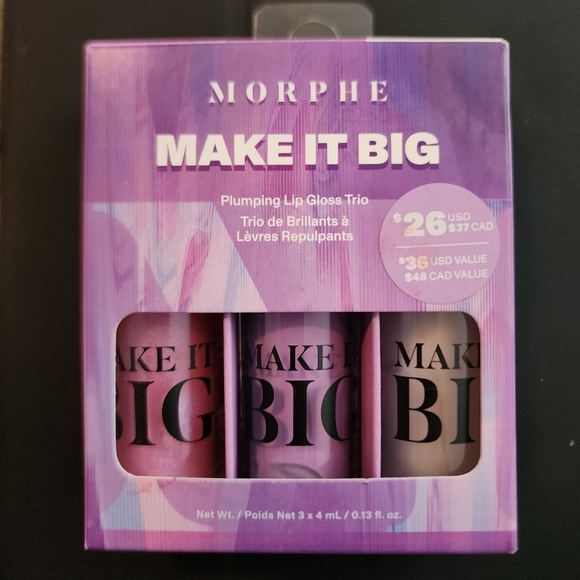 MORPHE
MAKE IT BIG
Plumping Lip Gloss Trio
Trio de Brillants à
Lèvres Repulpants
$26 USD
$37 CAD
$36 USD VALUE
$48 CAD VALUE
AKE IT
BIG
MAKE I
BIG
MAKE
BI
Net Wt. / Poids Net 3 x 4 mL / 0.13 fl. oz.